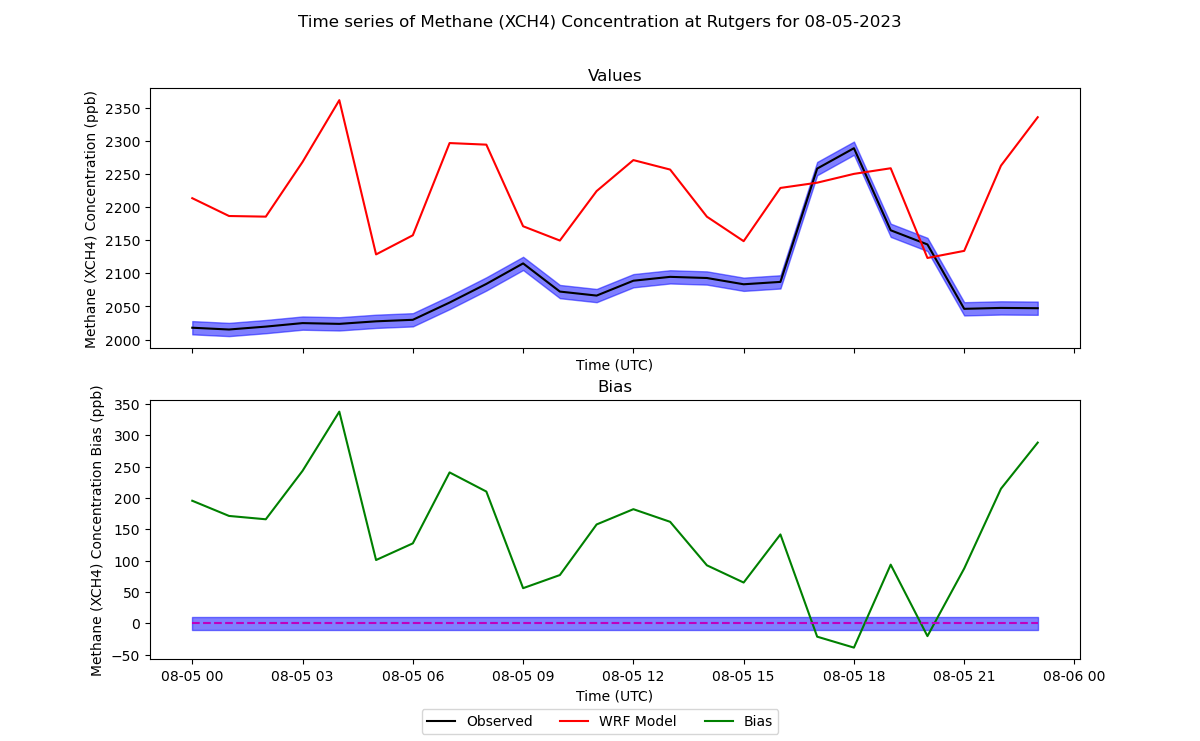 Time series of Methane (XCH4) Concentration at Rutgers for 08-05-2023
Values
Methane (XCH4) Concentration (ppb)
2350
2300
2250
2200
2150
2100
2050
2000
Time (UTC)
Bias
Methane (XCH4) Concentration Bias (ppb)
350
300
250
200
150
100
50
0
−50
08-05 00 08-05 03 08-05 06 08-05 09 08-05 12 08-05 15 08-05 18 08-05 21 08-06 00
Time (UTC)
Observed WRF Model Bias